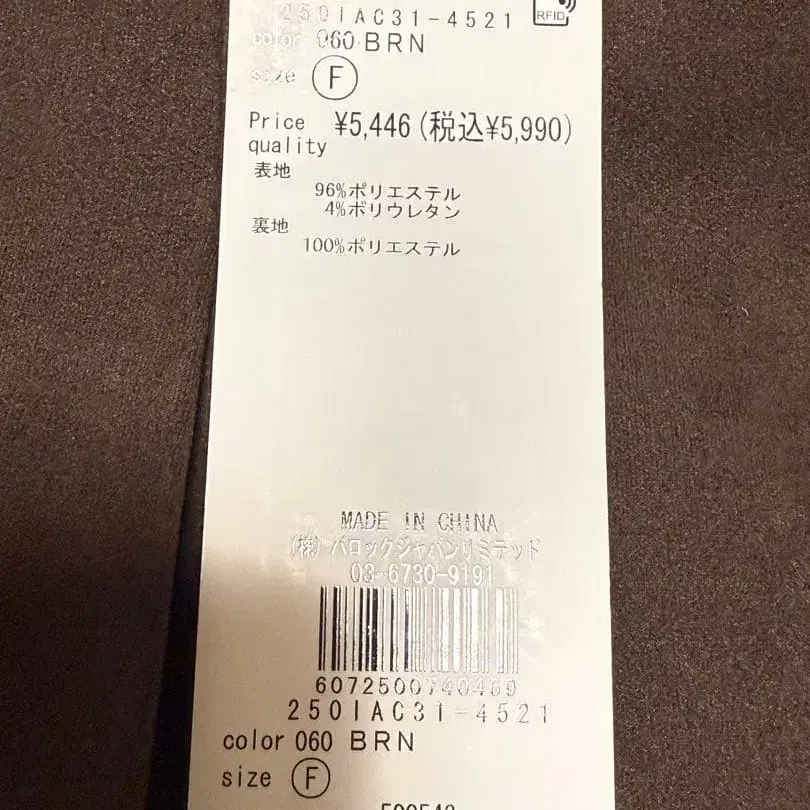 2501AC31-4521
RFID
color 060 BRN
size F
Price ¥5,446(税込¥5,990)
quality
表地
96%ポリエステル
4%ポリウレタン
裏地
100%ポリエステル
MADE IN CHINA
(株)バロックジャパンリミテッド
03-6730-9191
6072500740469
2501AC31-4521
color 060 BRN
size F